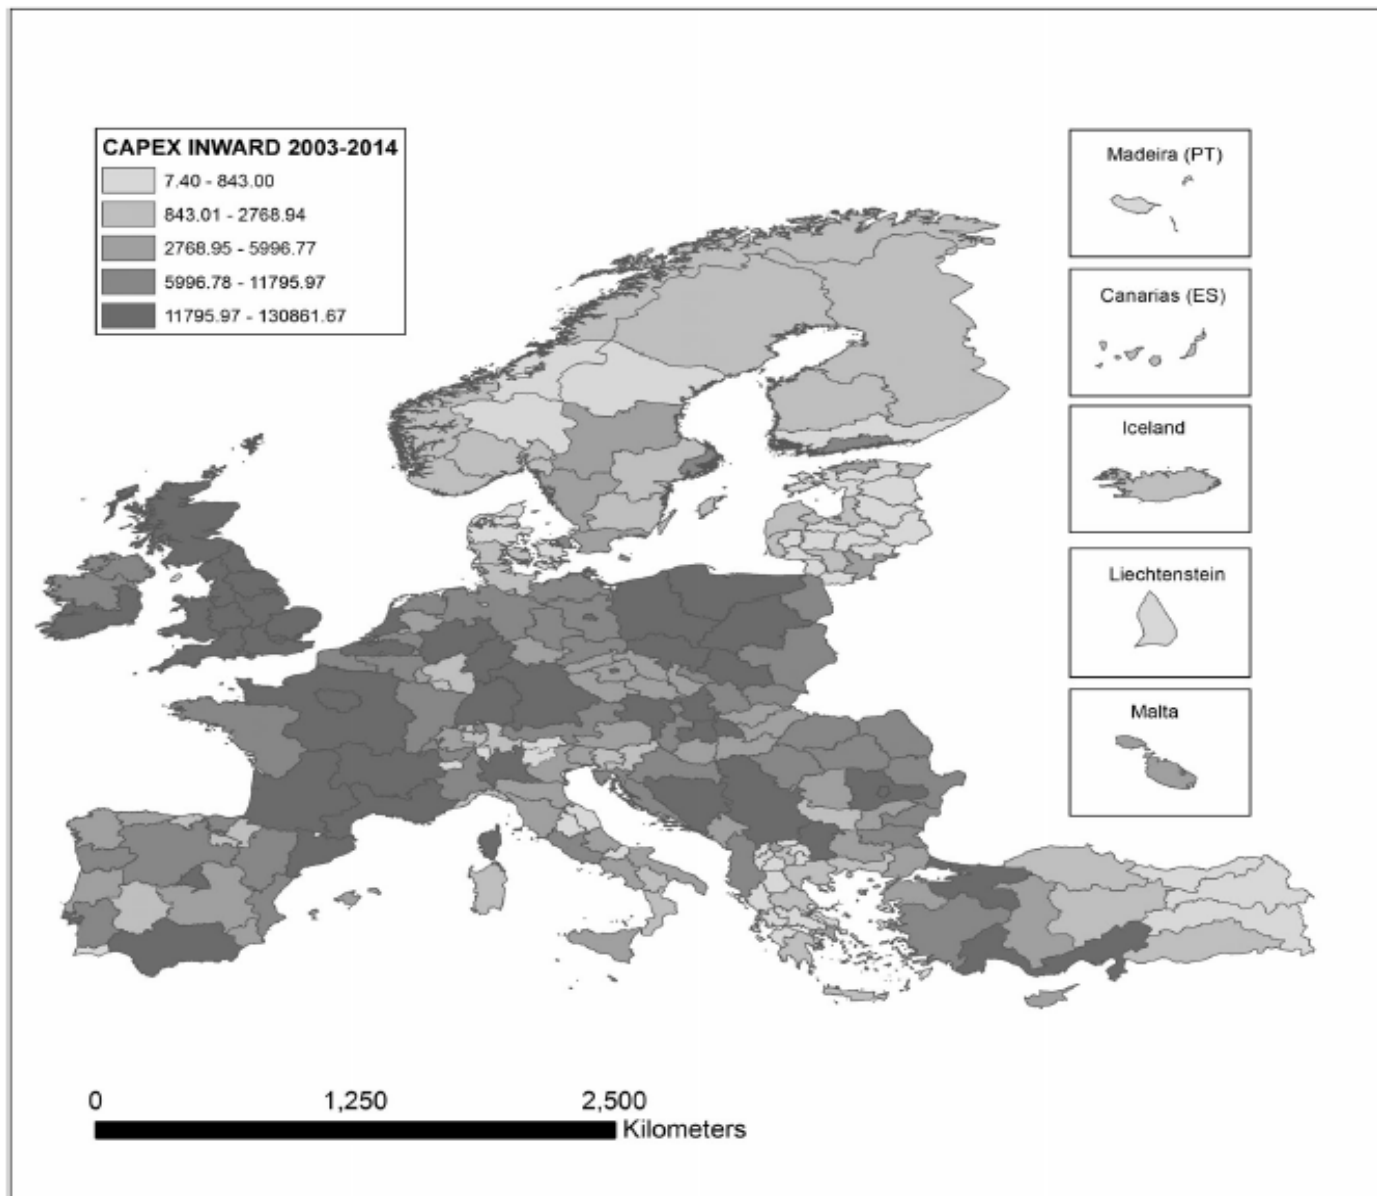 CAPEX INWARD 2003-2014
7.40 - 843.00
843.01 - 2768.94
2768.95 - 5996.77
5996.78 - 11795.97
11795.97 - 130861.67
Madeira (PT)
Canarias (ES)
Iceland
Liechtenstein
Malta
0 1,250 2,500
Kilometers